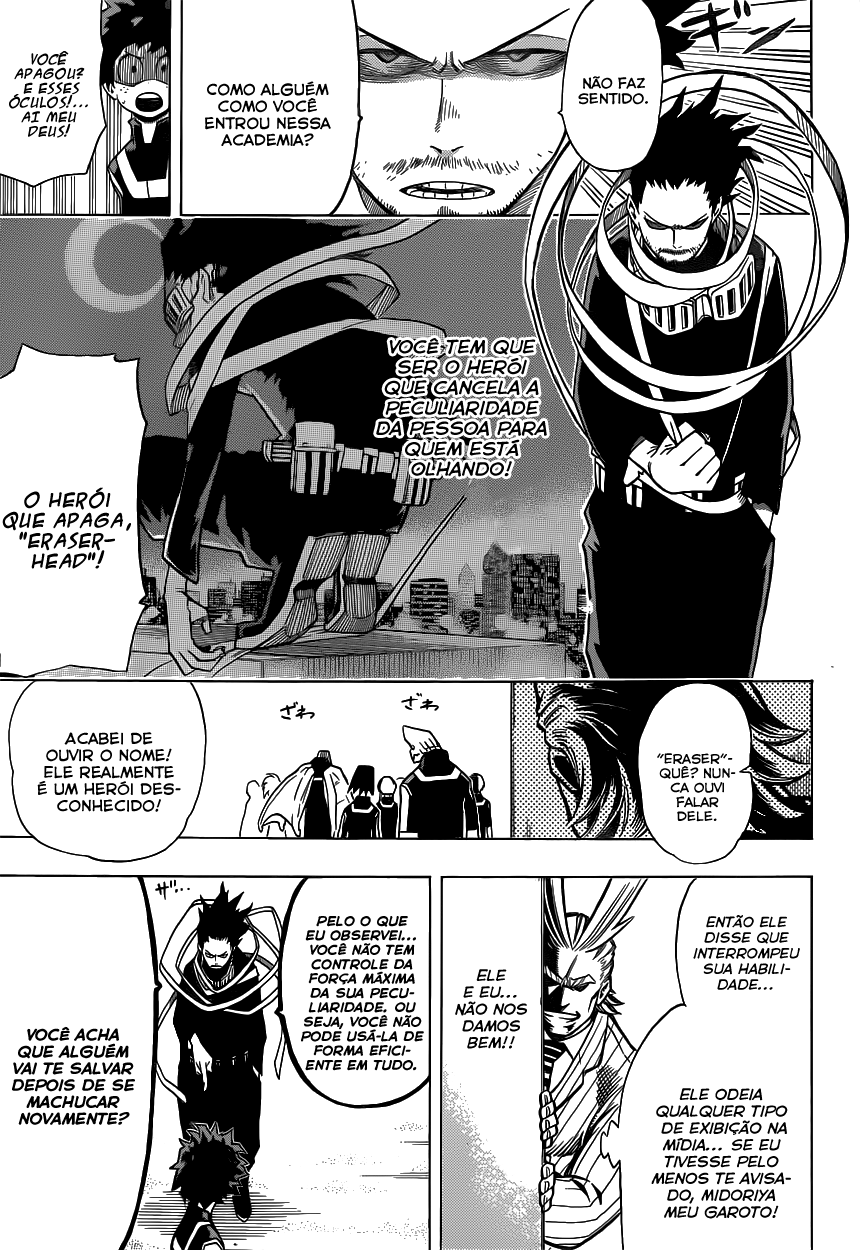 NÃO FAZ
SENTIDO.
COMO ALGUÉM
COMO VOCÊ
ENTROU NESSA
ACADEMIA?
VOCÊ
APAGOU?
E ESSES
ÓCULOS!...
AI MEU
DEUS!
VOCÊ TEM QUE
SER O HERÓI
QUE CANCELA A
PECULIARIDADE
DA PESSOA PARA
QUEM ESTÁ
OLHANDO!
O HERÓI
QUE APAGA,
"ERASER-
HEAD"!
"ERASER"-
QUÊ? NUN-
CA OUVI
FALAR
DELE.
ざわ
ざわ
ACABEI DE
OUVIR O NOME!
ELE REALMENTE
É UM HERÓI DES-
CONHECIDO!
ENTÃO ELE
DISSE QUE
INTERROMPEU
SUA HABILI-
DADE...
ELE
E EU...
NÃO NOS
DAMOS
BEM!!
ELE ODEIA
QUALQUER TIPO
DE EXIBIÇÃO NA
MÍDIA... SE EU
TIVESSE PELO
MENOS TE AVISA-
DO, MIDORIYA
MEU GAROTO!
PELO O QUE
EU OBSERVEI...
VOCÊ NÃO TEM
CONTROLE DA
FORÇA MÁXIMA
DA SUA PECU-
LIARIDADE. OU
SEJA, VOCÊ NÃO
PODE USÁ-LA DE
FORMA EFICI-
ENTE EM TUDO.
VOCÊ ACHA
QUE ALGUÉM
VAI TE SALVAR
DEPOIS DE SE
MACHUCAR
NOVAMENTE?